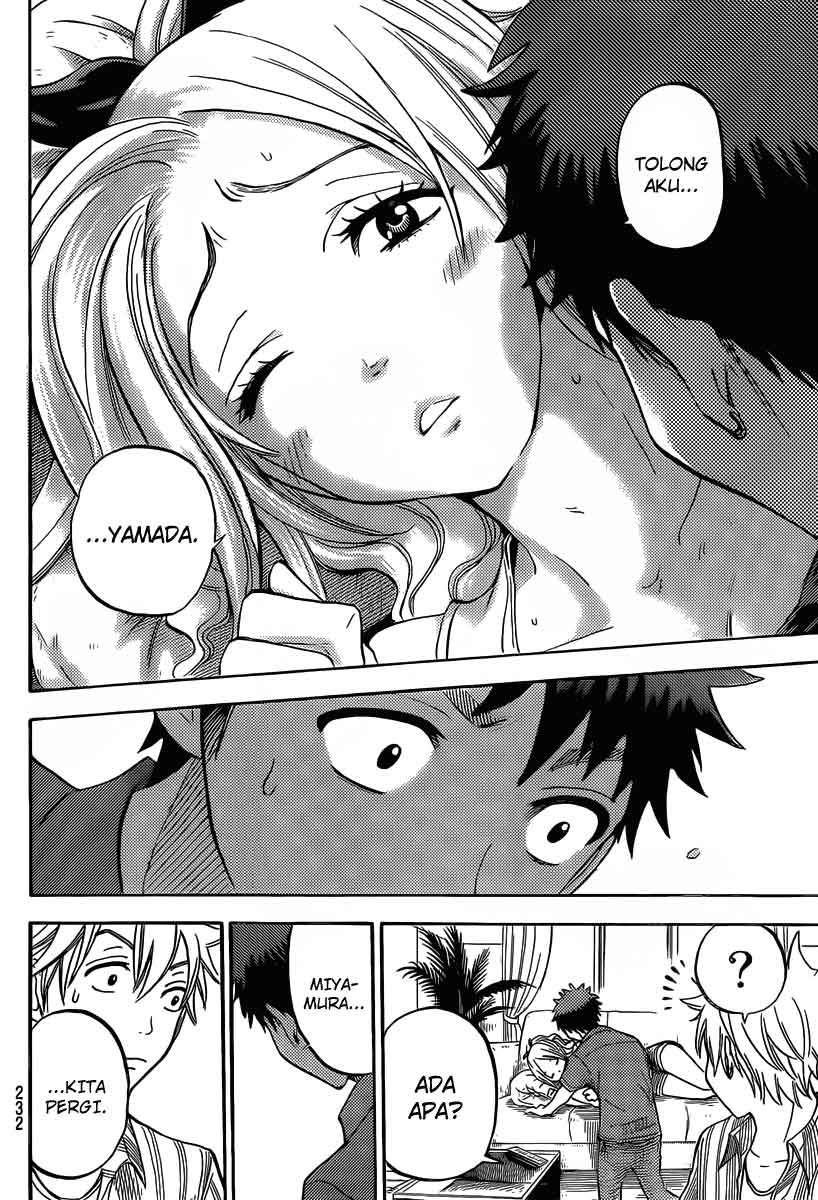 TOLONG
AKU...
...YAMADA.
?
ADA
APA?
MIYA-
MURA...
...KITA
PERGI.
232